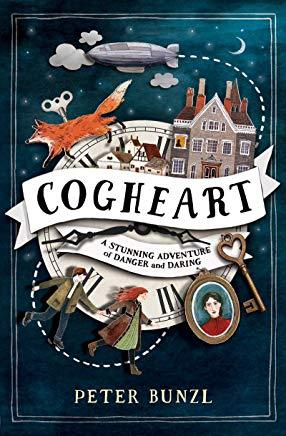 COGHEART
A STUNNING ADVENTURE
of DANGER and DARING
PETER BUNZL